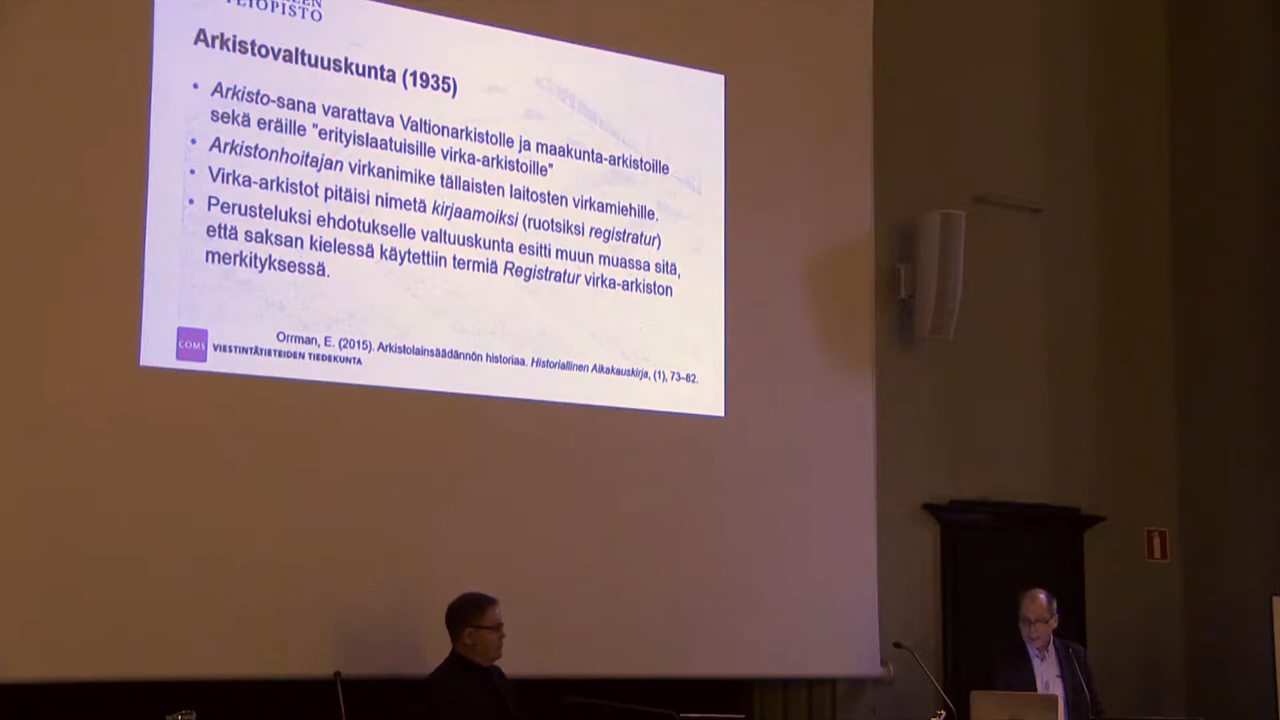 YLIOPISTO
Arkistovaltuuskunta (1935)
• Arkisto-sana varattava Valtionarkistolle ja maakunta-arkistoille
sekä eräille "erityislaatuisille virka-arkistoille"
• Arkistonhoitajan virkanimike tällaisten laitosten virkamiehille.
• Virka-arkistot pitäisi nimetä kirjaamoiksi (ruotsiksi registratur)
• Perusteluksi ehdotukselle valtuuskunta esitti muun muassa sitä,
että saksan kielessä käytettiin termiä Registratur virka-arkiston
merkityksessä.
Orrman, E. (2015). Arkistolainsäädännön historiaa. Historiallinen Aikakauskirja, (1), 73–82.
COMS
VIESTINTÄTIETEIDEN TIEDEKUNTA